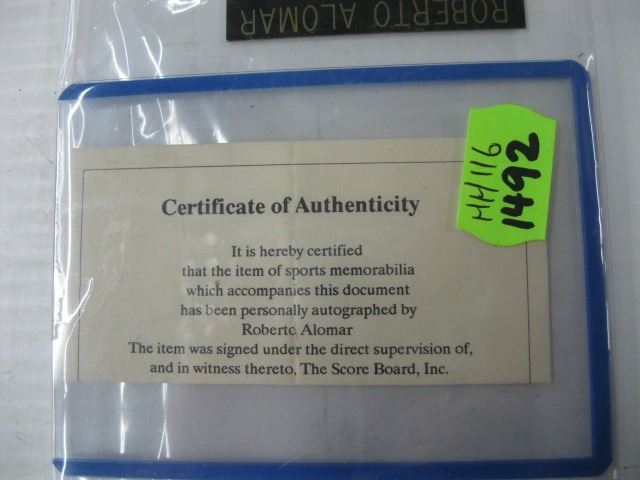 ROBERTO ALOMAR
HH116
1492
Certificate of Authenticity
It is hereby certified
that the item of sports memorabilia
which accompanies this document
has been personally autographed by
Roberto Alomar
The item was signed under the direct supervision of,
and in witness thereto, The Score Board, Inc.